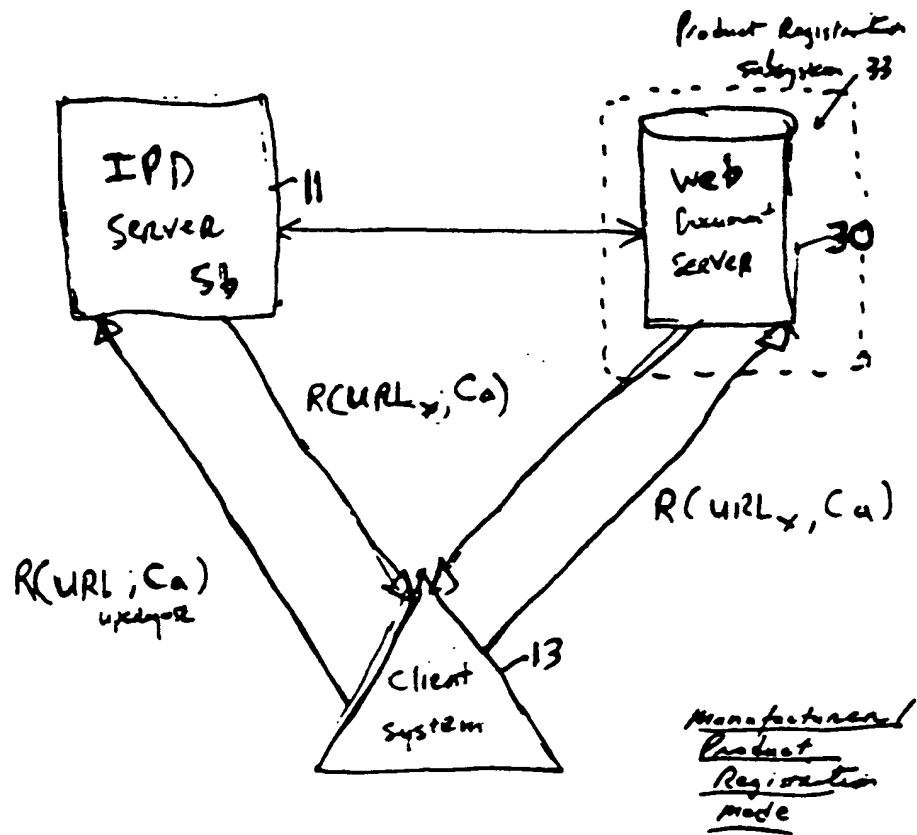 Product Registration
Subsystem 33
IPD
Server
Sb
11
Web
Document
Server
30
R(URLx; Ca)
R(URLx, Ca)
R(URL; Ca)
13
Client
System
Manufacturer/
Product
Registration
Mode